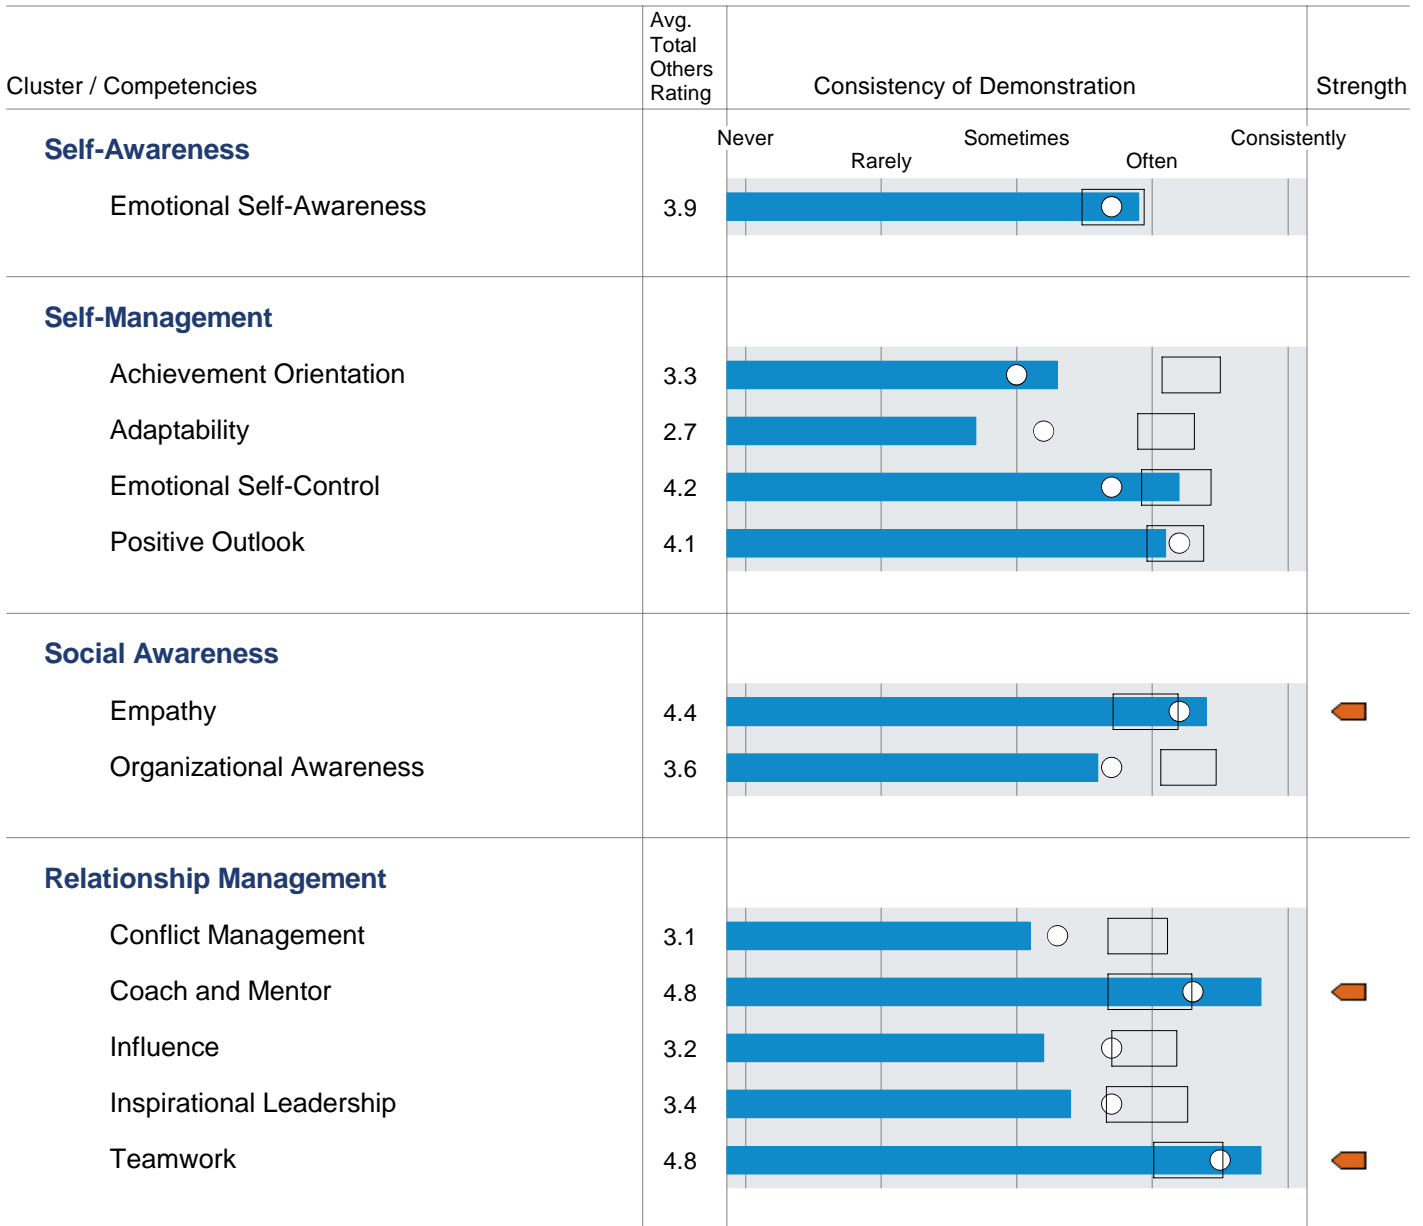 Avg.
Total
Others
Rating
Cluster / Competencies
Consistency of Demonstration
Strength
Self-Awareness
Never
Rarely
Sometimes
Often
Consistently
Emotional Self-Awareness 3.9
Self-Management
Achievement Orientation 3.3
Adaptability 2.7
Emotional Self-Control 4.2
Positive Outlook 4.1
Social Awareness
Empathy 4.4
Organizational Awareness 3.6
Relationship Management
Conflict Management 3.1
Coach and Mentor 4.8
Influence 3.2
Inspirational Leadership 3.4
Teamwork 4.8